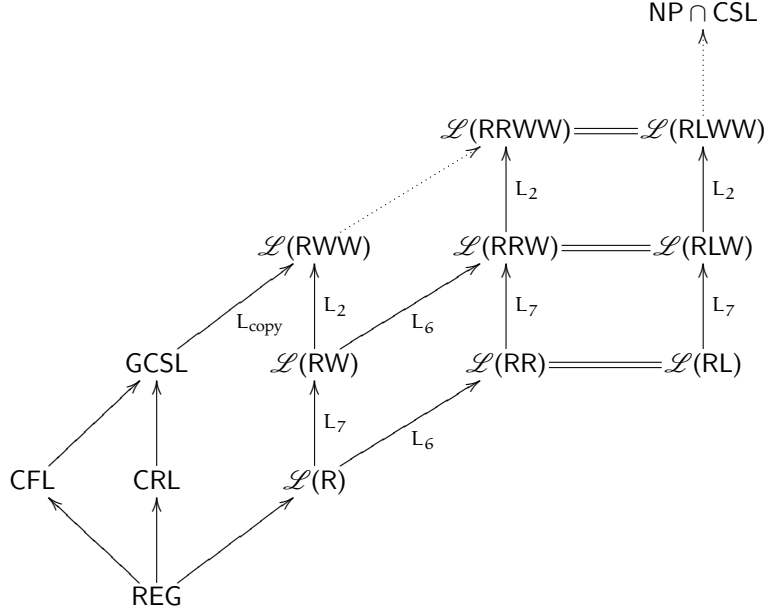 NP ∩ CSL
ℒ(RRWW) ℒ(RLWW)
L₂ L₂
ℒ(RWW) ℒ(RRW) ℒ(RLW)
L_copy L₂ L₆ L₇ L₇
GCSL ℒ(RW) ℒ(RR) ℒ(RL)
L₇ L₆
CFL CRL ℒ(R)
REG